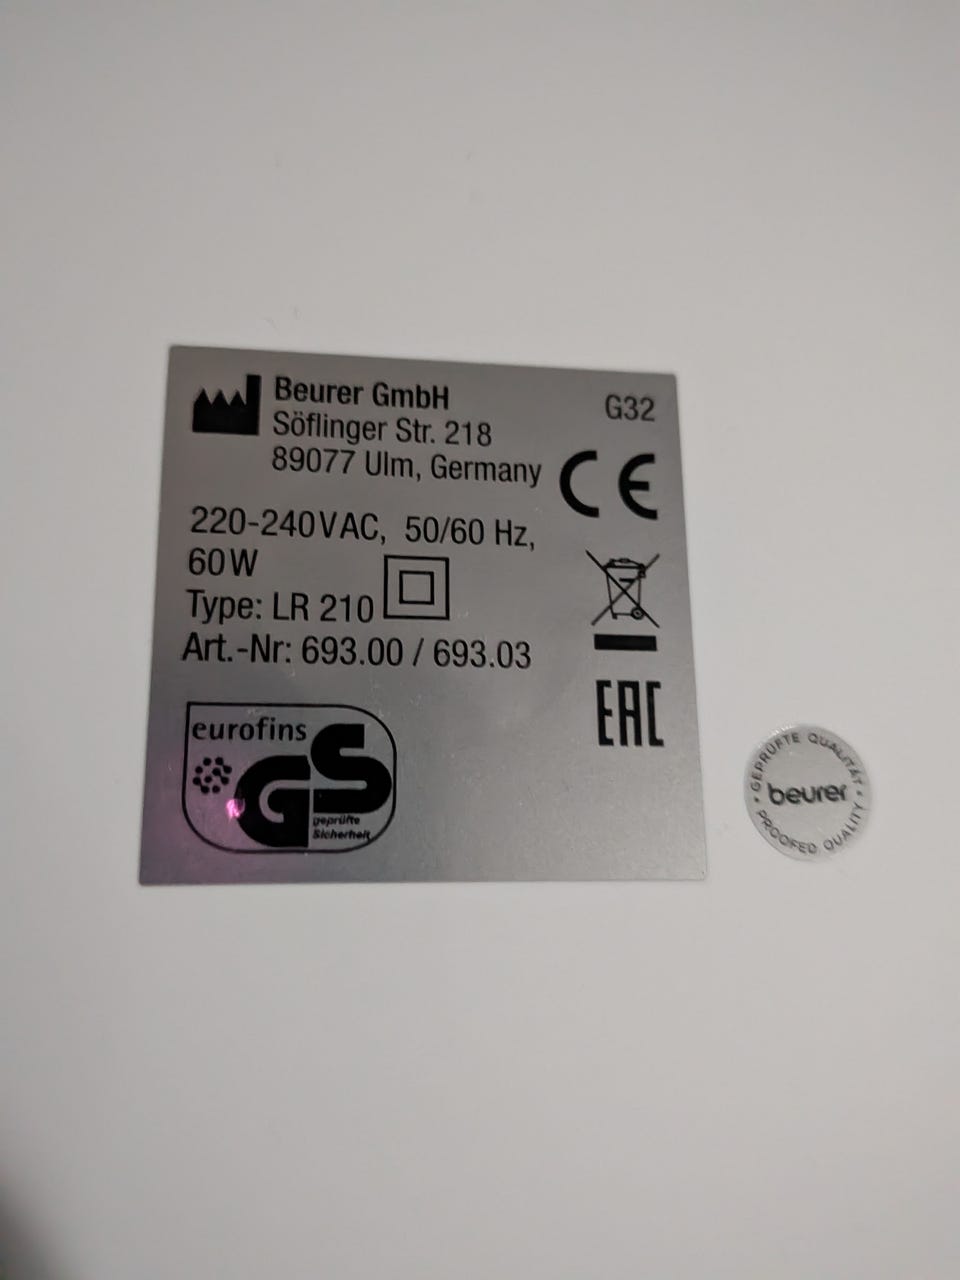 Beurer GmbH
Söflinger Str. 218
89077 Ulm, Germany
G32
CE
220-240VAC, 50/60 Hz,
60W
Type: LR 210
Art.-Nr: 693.00 / 693.03
EAC
eurofins
GS
geprüfte
Sicherheit
• GEPRÜFTE QUALITÄT •
beurer
PROOFED QUALITY